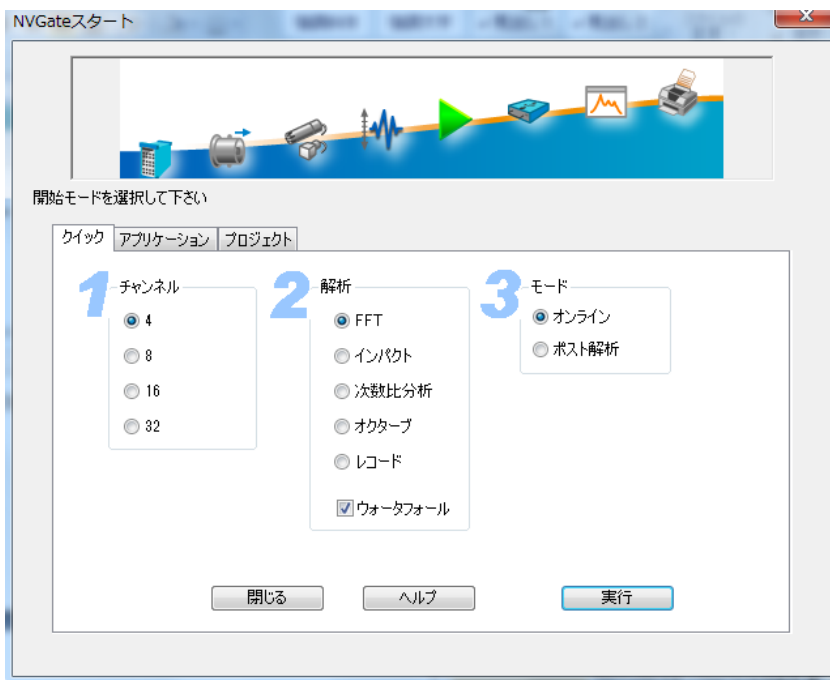 NVGateスタート
開始モードを選択して下さい
クイック アプリケーション プロジェクト
1 チャンネル
4
8
16
32
2 解析
FFT
インパクト
次数比分析
オクターブ
レコード
ウォータフォール
3 モード
オンライン
ポスト解析
閉じる ヘルプ 実行